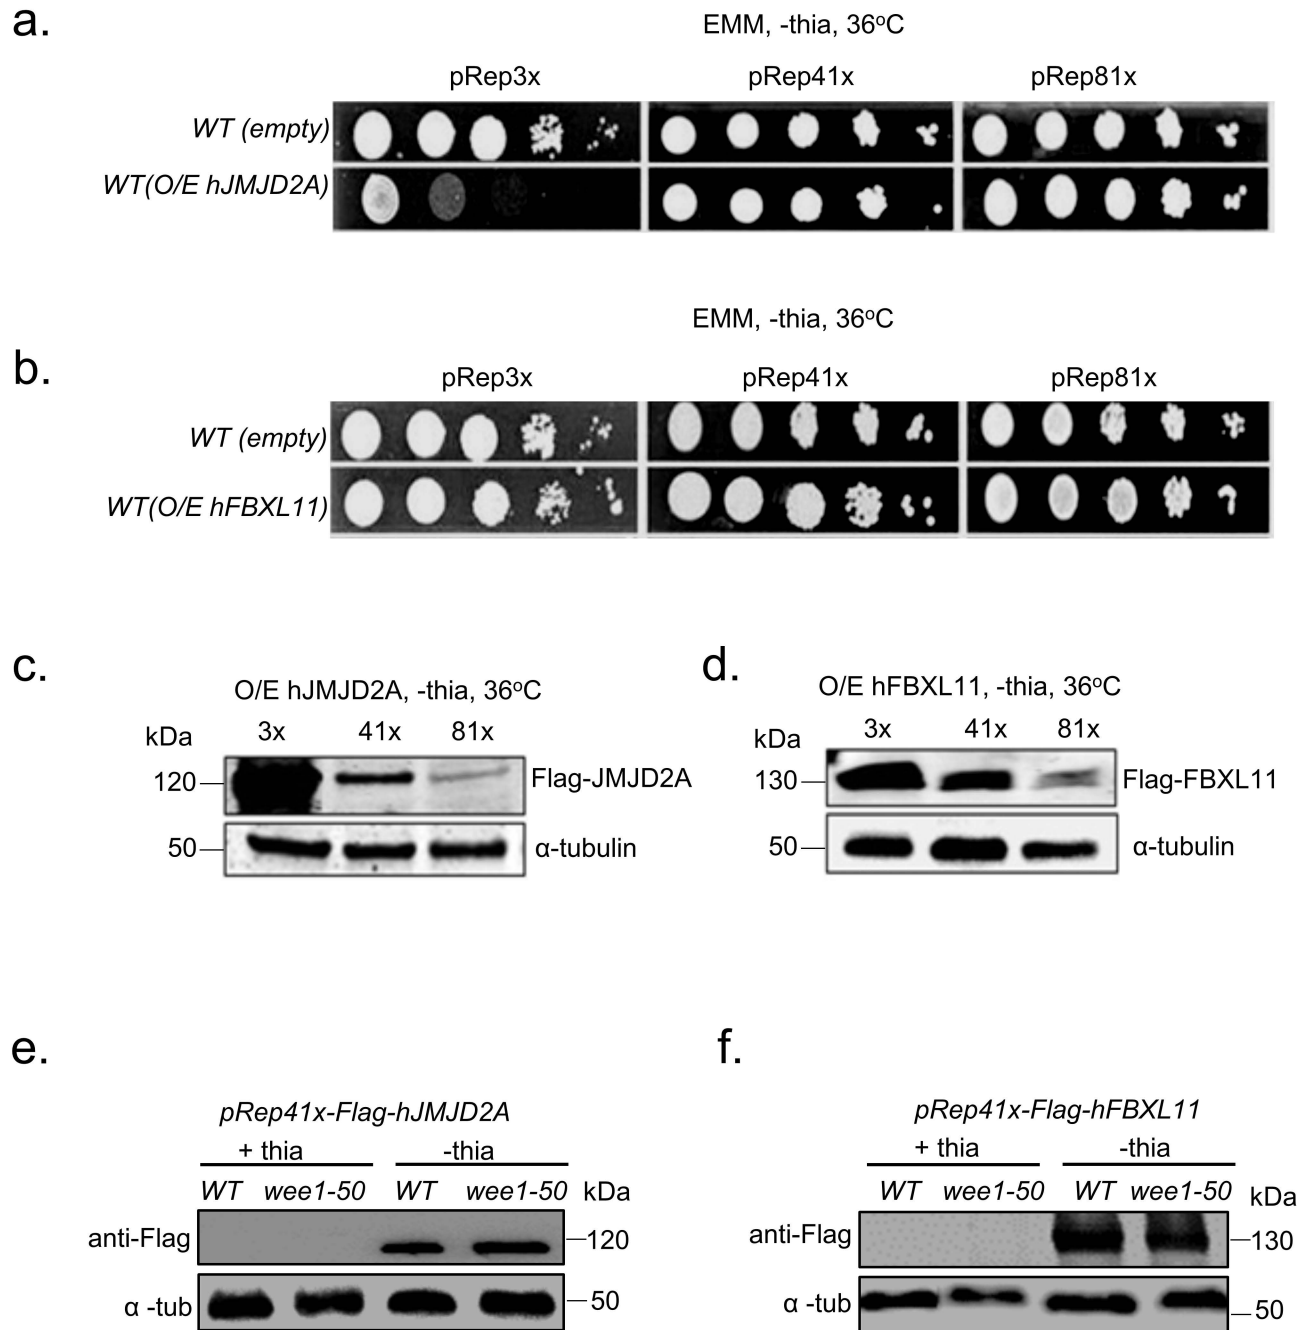 a.
EMM, -thia, 36°C
pRep3x pRep41x pRep81x
WT (empty)
WT(O/E hJMJD2A)
EMM, -thia, 36°C
b.
pRep3x pRep41x pRep81x
WT (empty)
WT(O/E hFBXL11)
c.
O/E hJMJD2A, -thia, 36°C
kDa 3x 41x 81x
120 Flag-JMJD2A
50 α-tubulin
d.
O/E hFBXL11, -thia, 36°C
kDa 3x 41x 81x
130 Flag-FBXL11
50 α-tubulin
e.
pRep41x-Flag-hJMJD2A
+ thia -thia
WT wee1-50 WT wee1-50 kDa
anti-Flag 120
α -tub 50
f.
pRep41x-Flag-hFBXL11
+ thia -thia
WT wee1-50 WT wee1-50 kDa
anti-Flag 130
α -tub 50